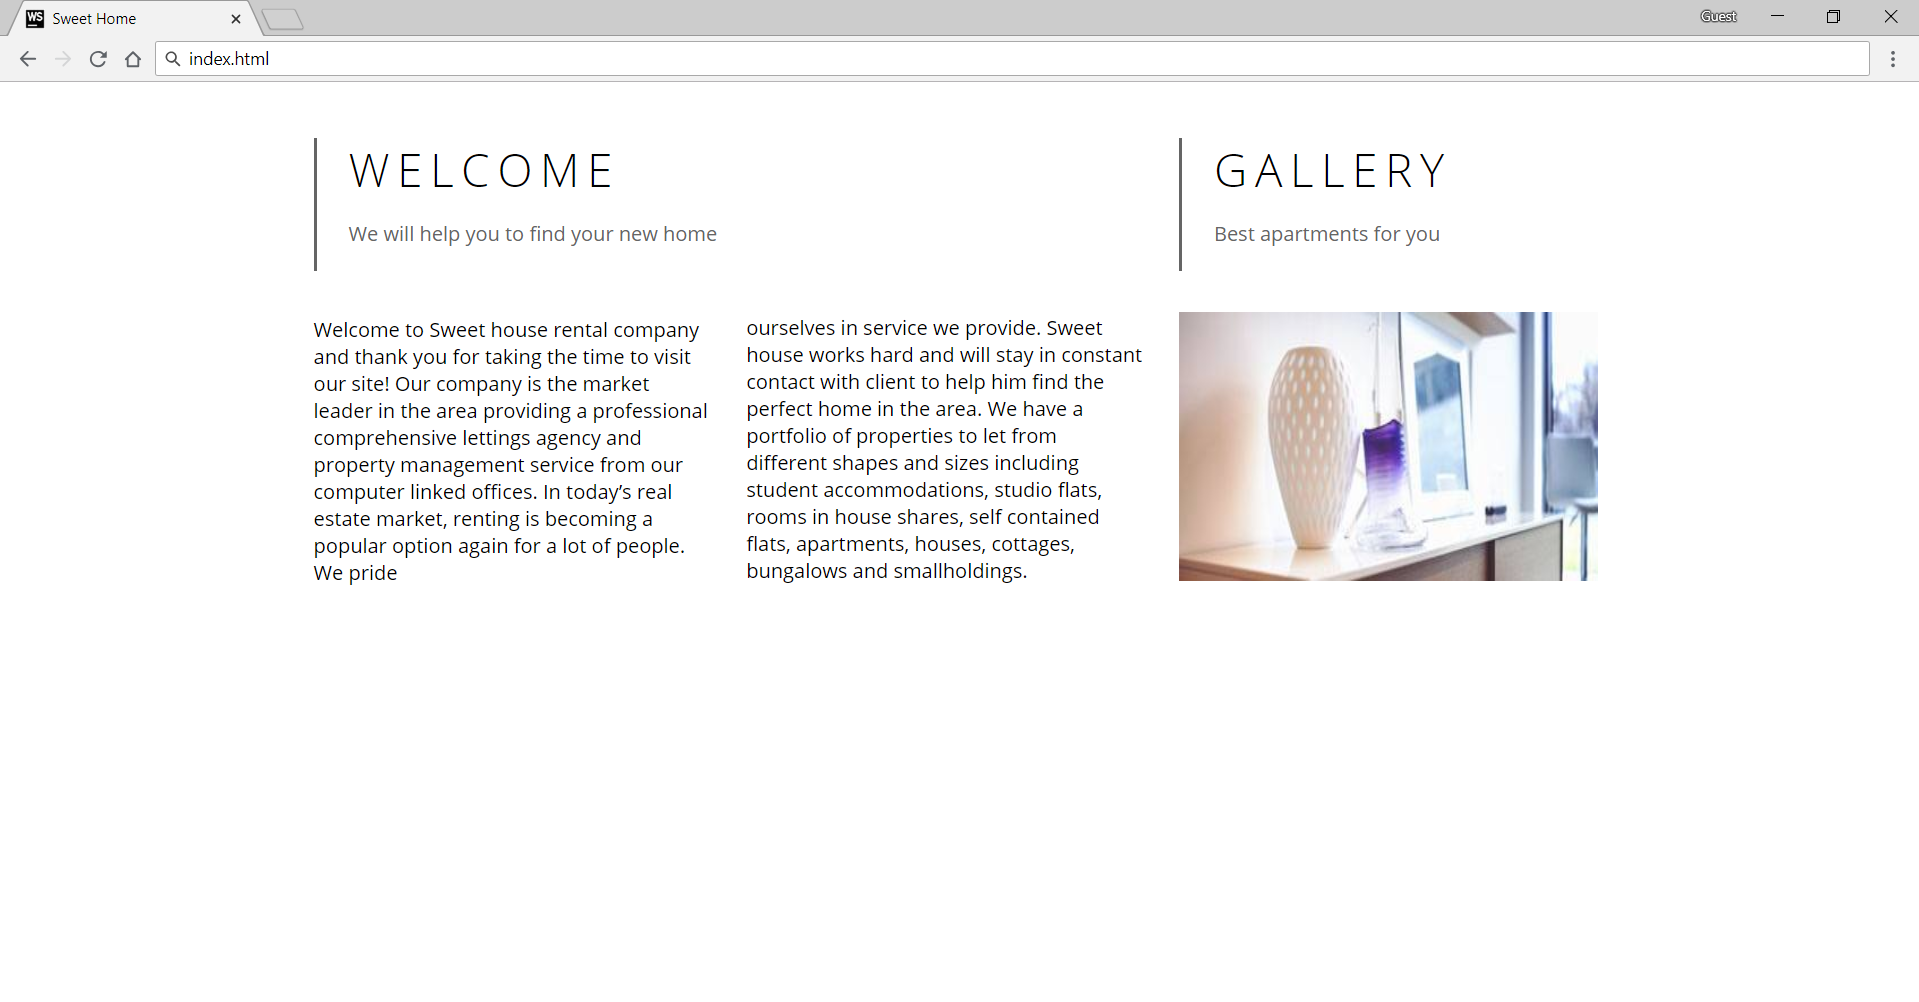 WS Sweet Home
Guest
index.html
WELCOME
We will help you to find your new home
Welcome to Sweet house rental company
and thank you for taking the time to visit
our site! Our company is the market
leader in the area providing a professional
comprehensive lettings agency and
property management service from our
computer linked offices. In today’s real
estate market, renting is becoming a
popular option again for a lot of people.
We pride
ourselves in service we provide. Sweet
house works hard and will stay in constant
contact with client to help him find the
perfect home in the area. We have a
portfolio of properties to let from
different shapes and sizes including
student accommodations, studio flats,
rooms in house shares, self contained
flats, apartments, houses, cottages,
bungalows and smallholdings.
GALLERY
Best apartments for you